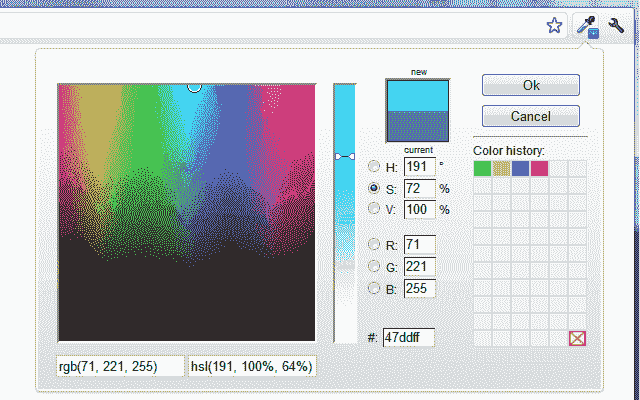 new
Ok
Cancel
current
Color history:
H: 191 °
S: 72 %
V: 100 %
R: 71
G: 221
B: 255
#: 47ddff
rgb(71, 221, 255)
hsl(191, 100%, 64%)